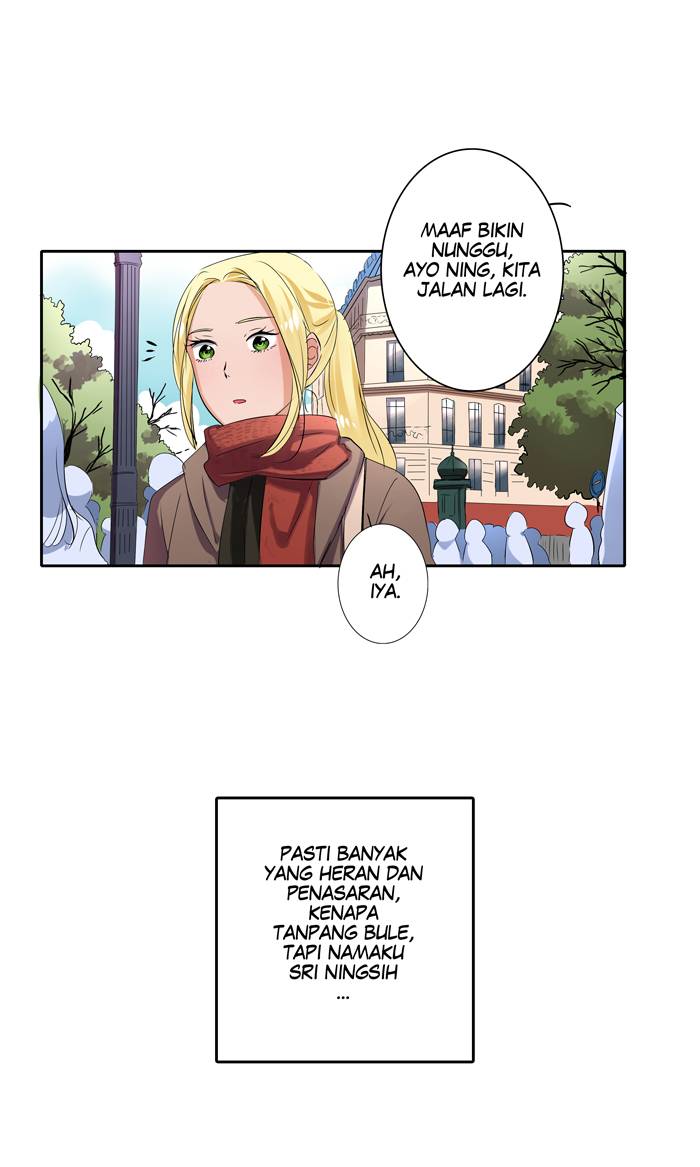 MAAF BIKIN
NUNGGU,
AYO NING, KITA
JALAN LAGI.
AH,
IYA.
PASTI BANYAK
YANG HERAN DAN
PENASARAN,
KENAPA
TANPANG BULE,
TAPI NAMAKU
SRI NINGSIH
...